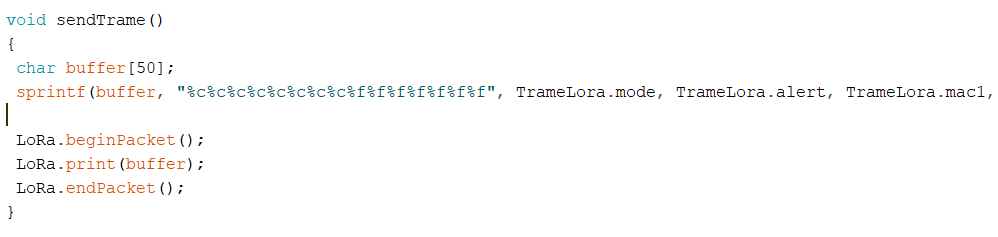 void sendTrame()
{
char buffer[50];
sprintf(buffer, "%c%c%c%c%c%c%c%c%f%f%f%f%f%f%f", TrameLora.mode, TrameLora.alert, TrameLora.mac1,
LoRa.beginPacket();
LoRa.print(buffer);
LoRa.endPacket();
}